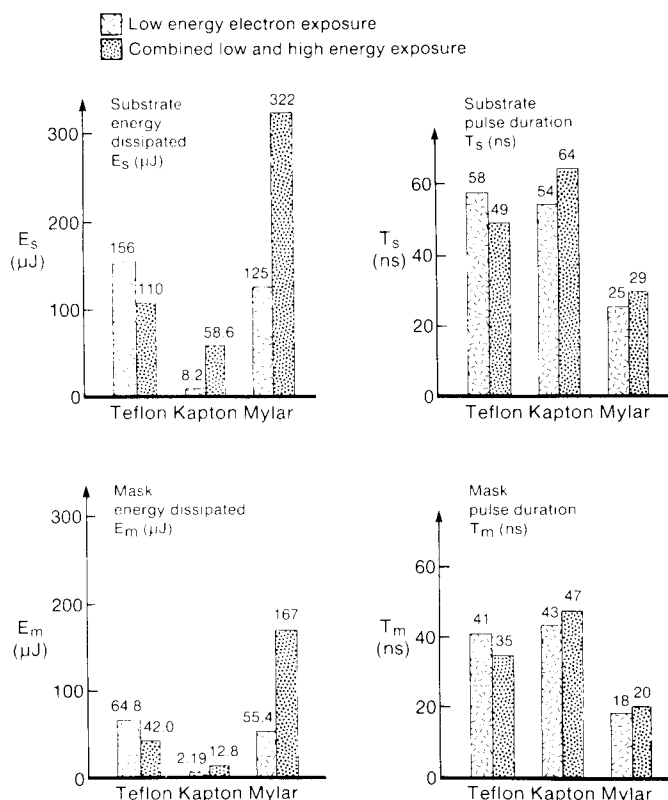 Low energy electron exposure
Combined low and high energy exposure
Substrate
energy
dissipated
Es (µJ)
322
300
200
100
0
Es
(µJ)
156
110
8.2
58.6
125
Teflon Kapton Mylar
Substrate
pulse duration
Ts (ns)
60
40
20
0
Ts
(ns)
58
49
54
64
25
29
Teflon Kapton Mylar
Mask
energy dissipated
Em (µJ)
300
200
100
0
Em
(µJ)
64.8
42.0
2.19
12.8
55.4
167
Teflon Kapton Mylar
Mask
pulse duration
Tm (ns)
60
40
20
0
Tm
(ns)
41
35
43
47
18
20
Teflon Kapton Mylar